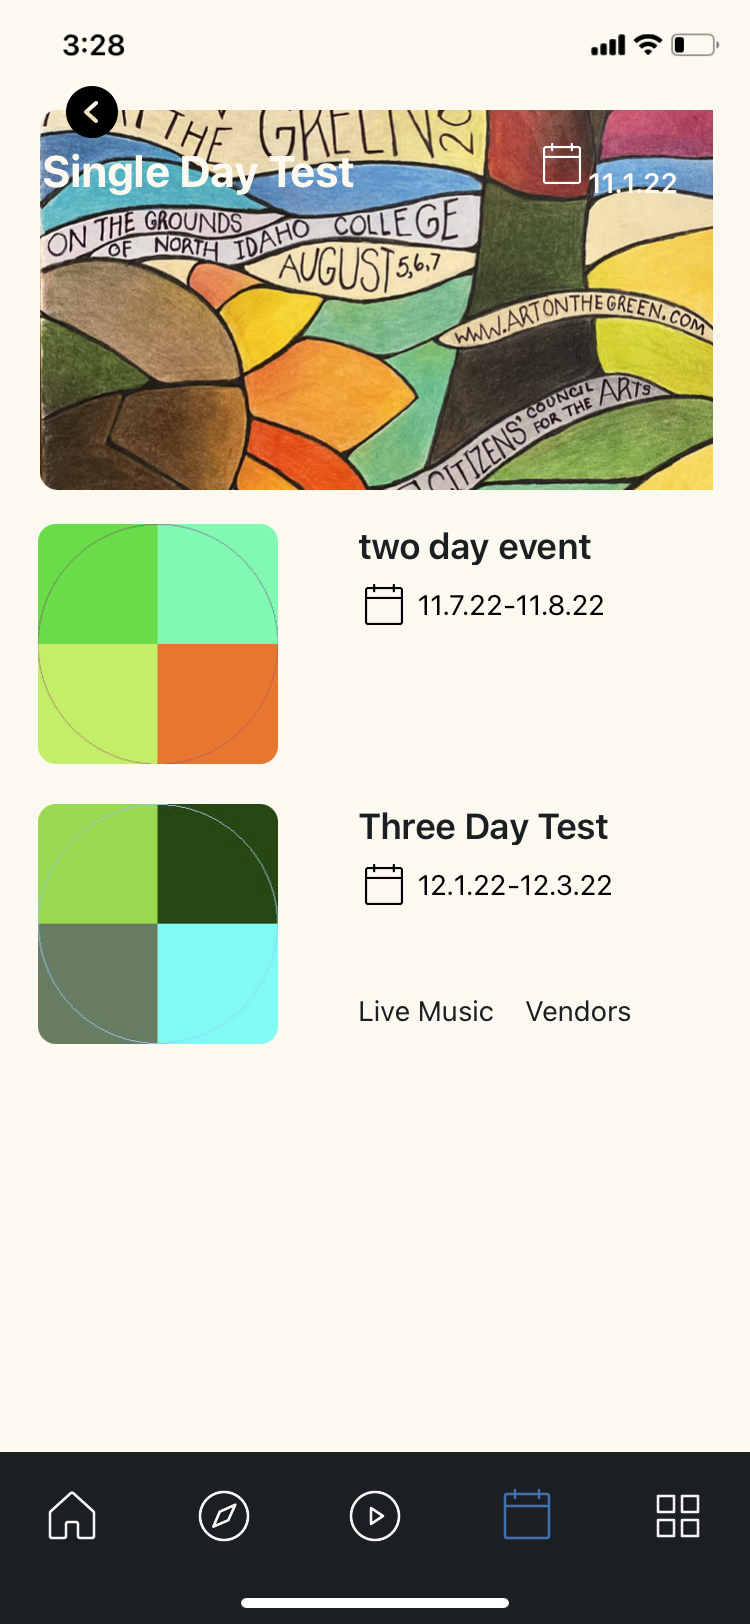 3:28
THE GREEN 20
Single Day Test
11.1.22
ON THE GROUNDS
OF NORTH IDAHO COLLEGE
AUGUST 5,6,7
WWW.ARTONTHEGREEN.COM
CITIZENS' COUNCIL
FOR THE ARTS
two day event
11.7.22-11.8.22
Three Day Test
12.1.22-12.3.22
Live Music Vendors